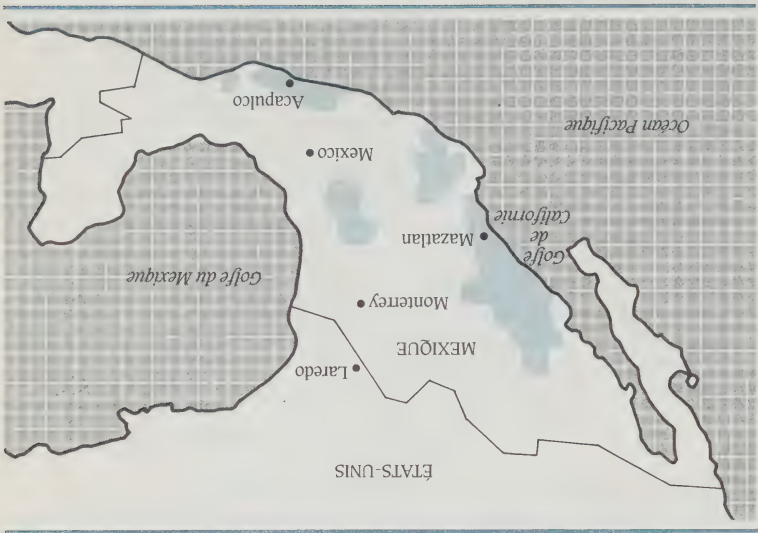 ÉTATS-UNIS
Laredo
MEXIQUE
Monterrey
Golfe du Mexique
Golfe
de
Californie
Mazatlan
Mexico
Océan Pacifique
Acapulco